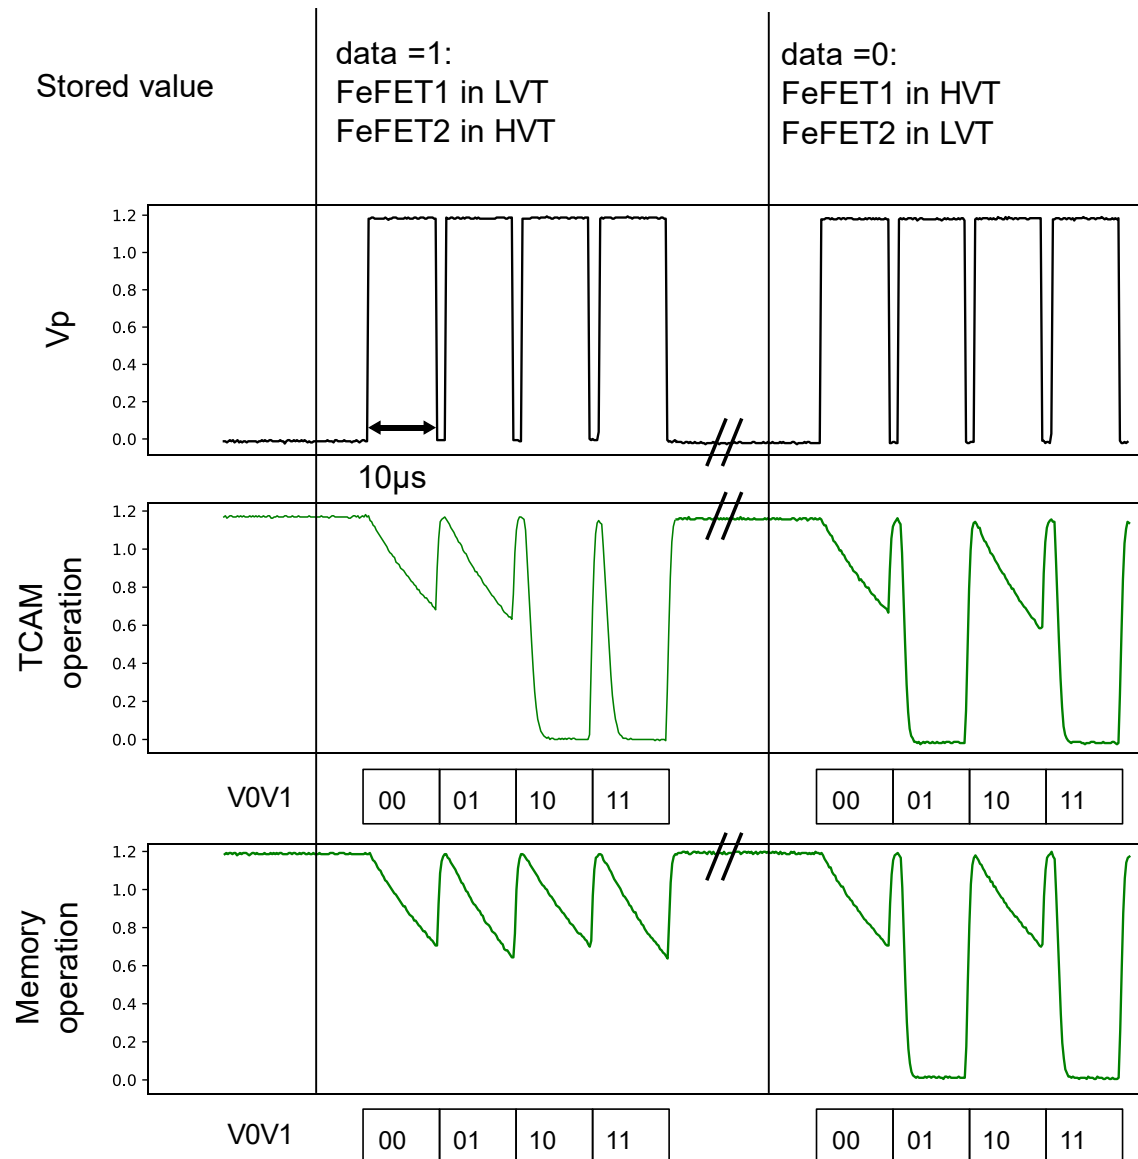 Stored value
data =1:
FeFET1 in LVT
FeFET2 in HVT
data =0:
FeFET1 in HVT
FeFET2 in LVT
Vp
1.2
1.0
0.8
0.6
0.4
0.2
0.0
10µs
TCAM
operation
1.2
1.0
0.8
0.6
0.4
0.2
0.0
V0V1
00 01 10 11
00 01 10 11
Memory
operation
1.2
1.0
0.8
0.6
0.4
0.2
0.0
V0V1
00 01 10 11
00 01 10 11